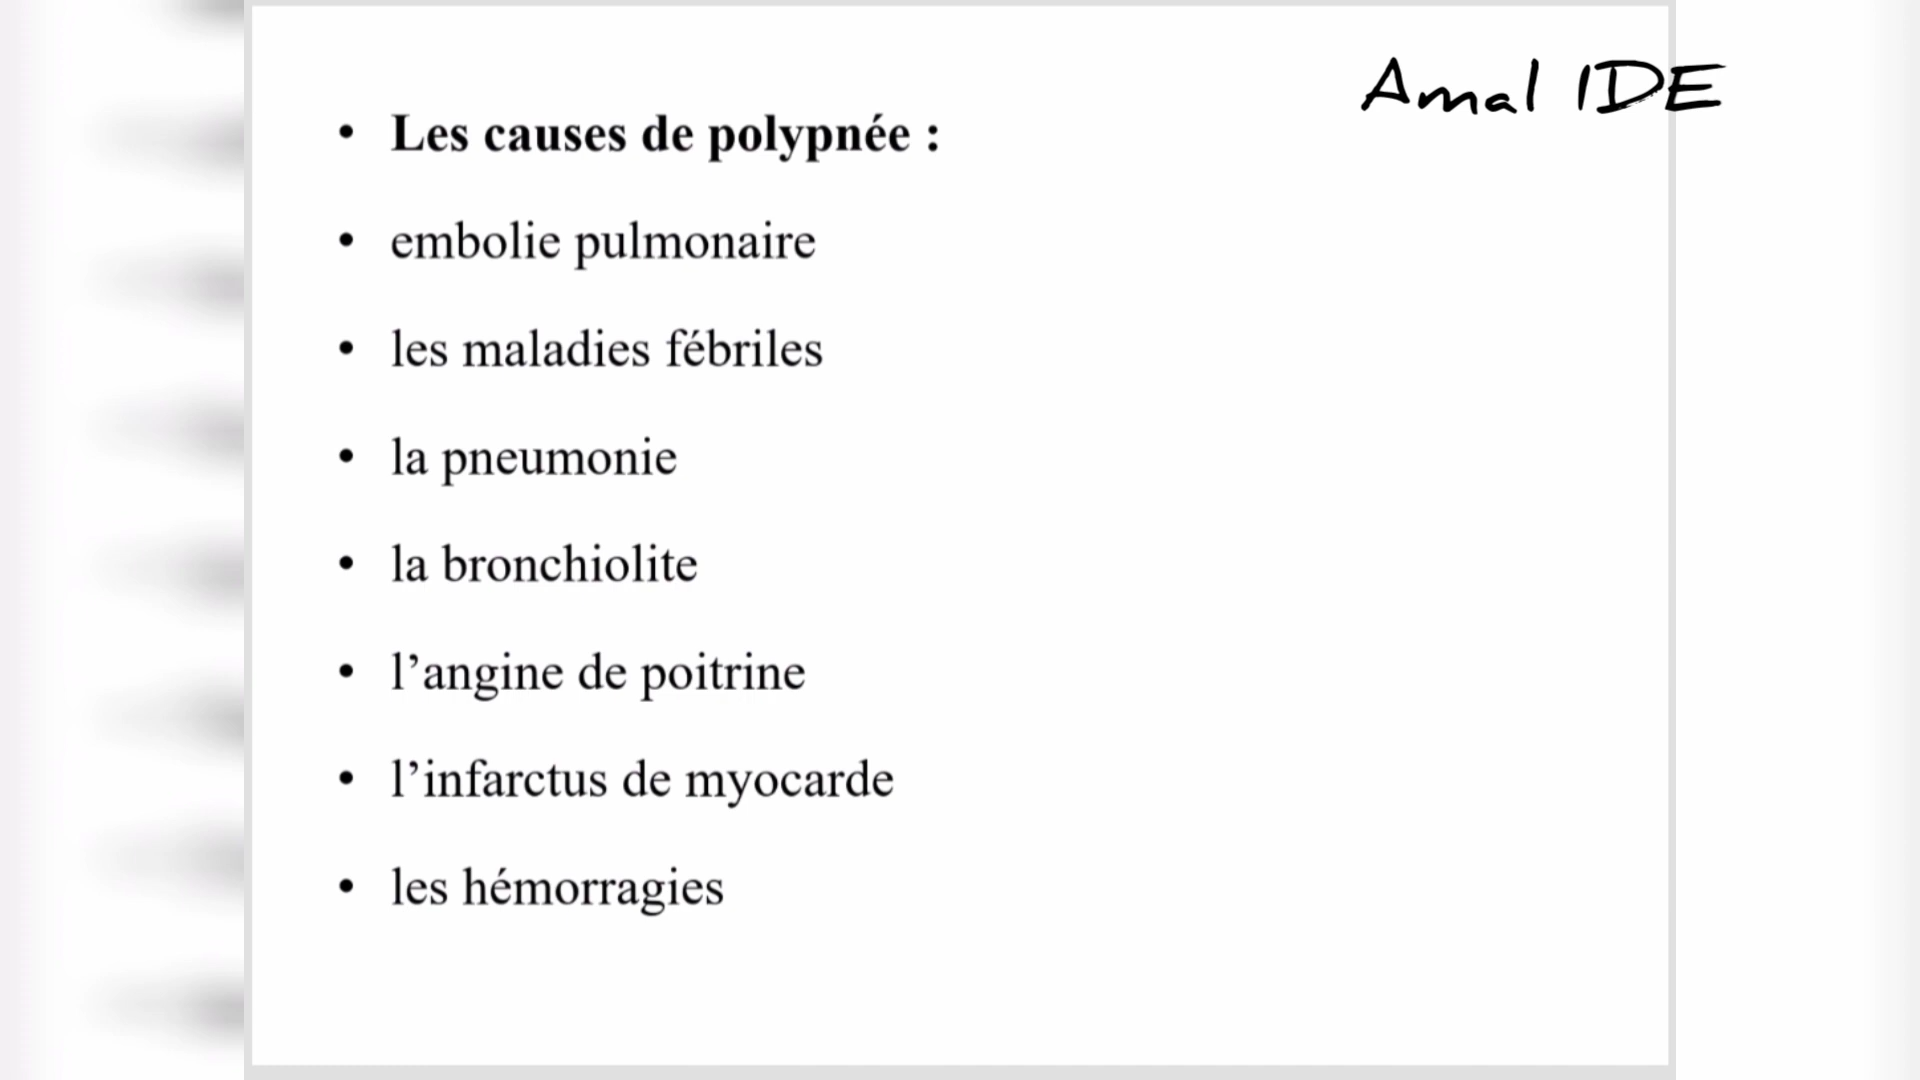 Amal IDE
• Les causes de polypnée :
• embolie pulmonaire
• les maladies fébriles
• la pneumonie
• la bronchiolite
• l’angine de poitrine
• l’infarctus de myocarde
• les hémorragies